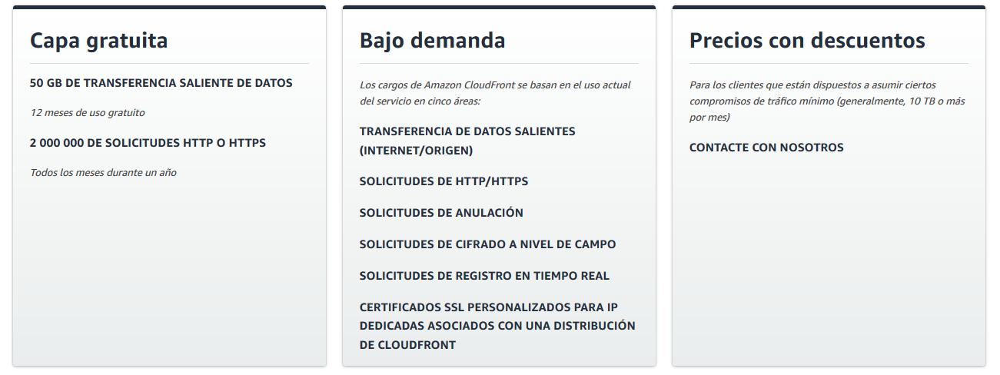 Capa gratuita
50 GB DE TRANSFERENCIA SALIENTE DE DATOS
12 meses de uso gratuito
2 000 000 DE SOLICITUDES HTTP O HTTPS
Todos los meses durante un año
Bajo demanda
Los cargos de Amazon CloudFront se basan en el uso actual
del servicio en cinco áreas:
TRANSFERENCIA DE DATOS SALIENTES
(INTERNET/ORIGEN)
SOLICITUDES DE HTTP/HTTPS
SOLICITUDES DE ANULACIÓN
SOLICITUDES DE CIFRADO A NIVEL DE CAMPO
SOLICITUDES DE REGISTRO EN TIEMPO REAL
CERTIFICADOS SSL PERSONALIZADOS PARA IP
DEDICADAS ASOCIADOS CON UNA DISTRIBUCIÓN
DE CLOUDFRONT
Precios con descuentos
Para los clientes que están dispuestos a asumir ciertos
compromisos de tráfico mínimo (generalmente, 10 TB o más
por mes)
CONTACTE CON NOSOTROS